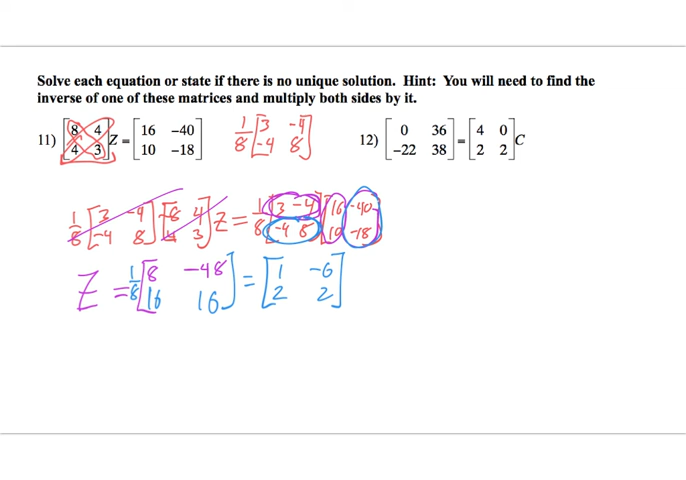 Solve each equation or state if there is no unique solution.  Hint:  You will need to find the
inverse of one of these matrices and multiply both sides by it.
11) [8 4; 4 3] Z = [16 −40; 10 −18]   1/8 [3 -4; -4 8]
12) [0 36; −22 38] = [4 0; 2 2] C
1/8 [3 -4; -4 8] [8 4; 4 3] Z = 1/8 [3 -4; -4 8] [16 -40; 10 -18]
Z = 1/8 [8 -48; 16 16] = [1 -6; 2 2]